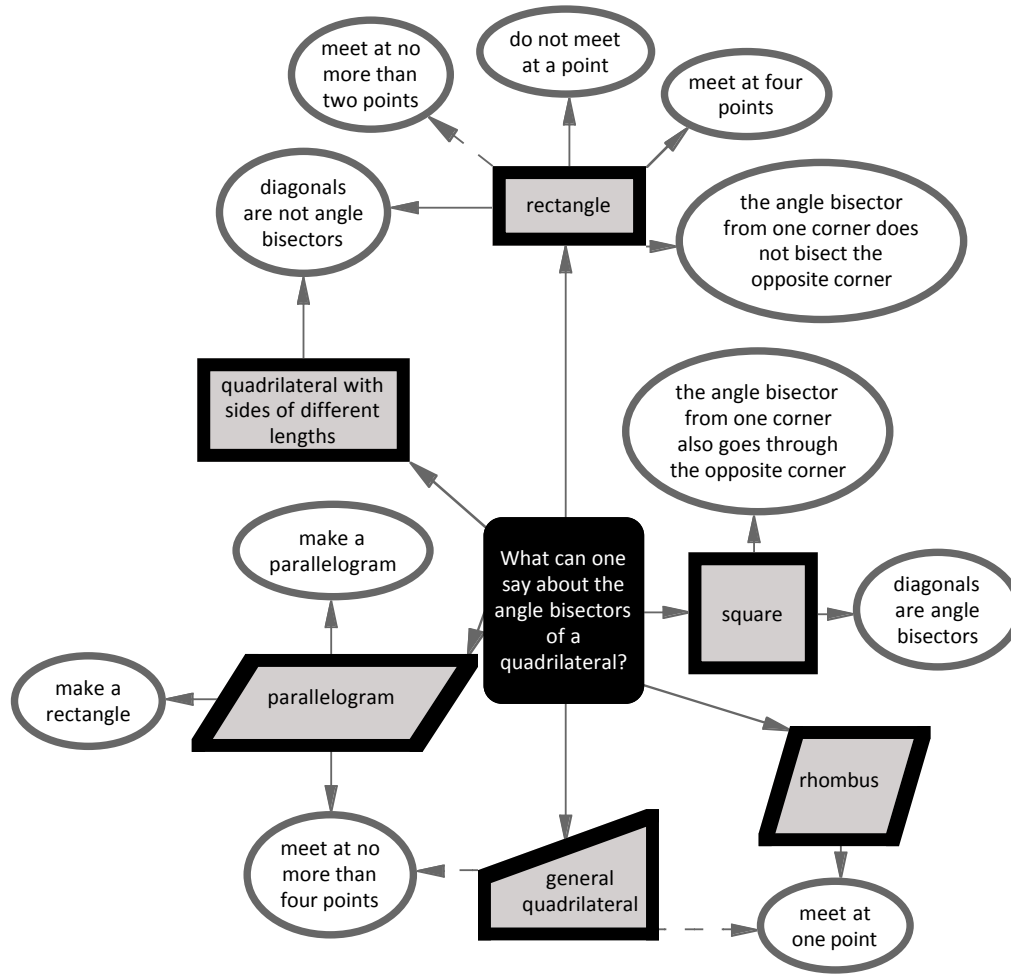 meet at no
more than
two points
do not meet
at a point
meet at four
points
diagonals
are not angle
bisectors
rectangle
the angle bisector
from one corner does
not bisect the
opposite corner
quadrilateral with
sides of different
lengths
the angle bisector
from one corner
also goes through
the opposite corner
make a
parallelogram
What can one
say about the
angle bisectors
of a
quadrilateral?
square
diagonals
are angle
bisectors
make a
rectangle
parallelogram
rhombus
meet at no
more than
four points
general
quadrilateral
meet at
one point